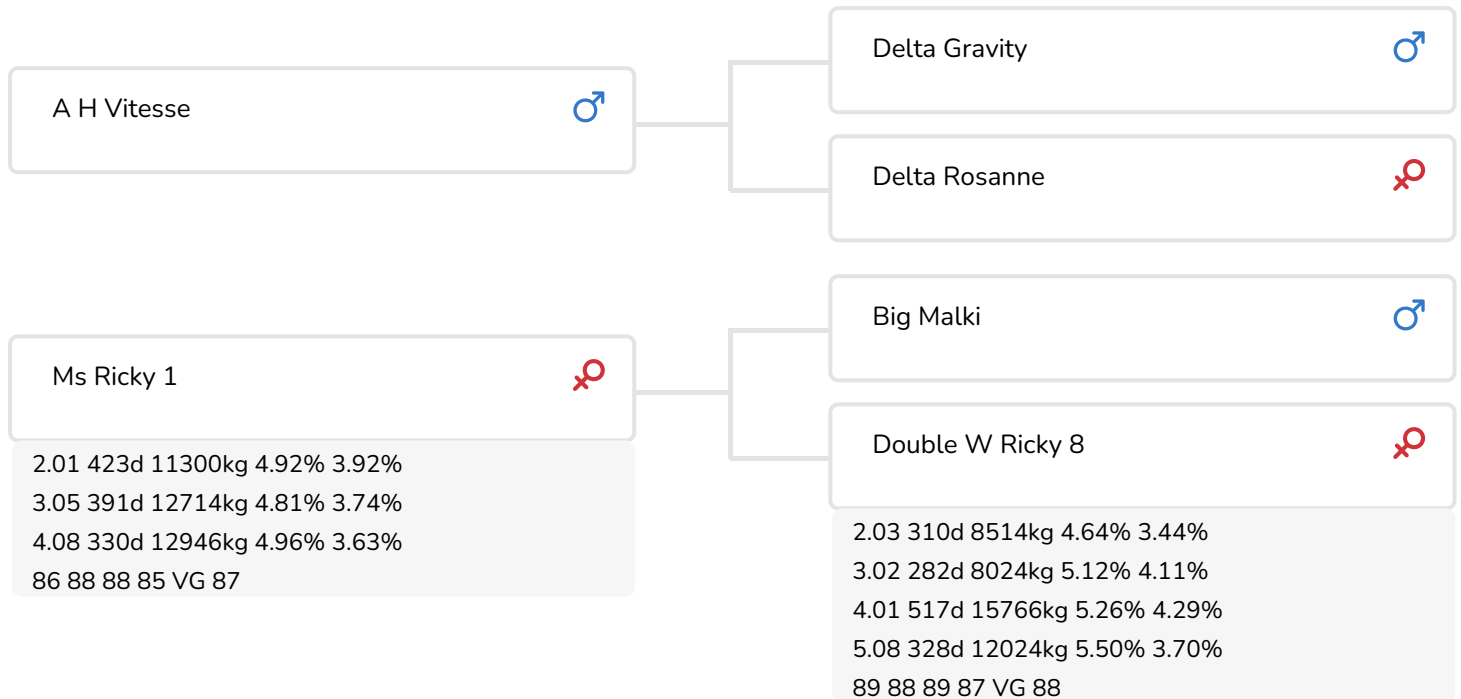 Delta Gravity
A H Vitesse
Delta Rosanne
Big Malki
Ms Ricky 1
2.01 423d 11300kg 4.92% 3.92%
3.05 391d 12714kg 4.81% 3.74%
4.08 330d 12946kg 4.96% 3.63%
86 88 88 85 VG 87
Double W Ricky 8
2.03 310d 8514kg 4.64% 3.44%
3.02 282d 8024kg 5.12% 4.11%
4.01 517d 15766kg 5.26% 4.29%
5.08 328d 12024kg 5.50% 3.70%
89 88 89 87 VG 88